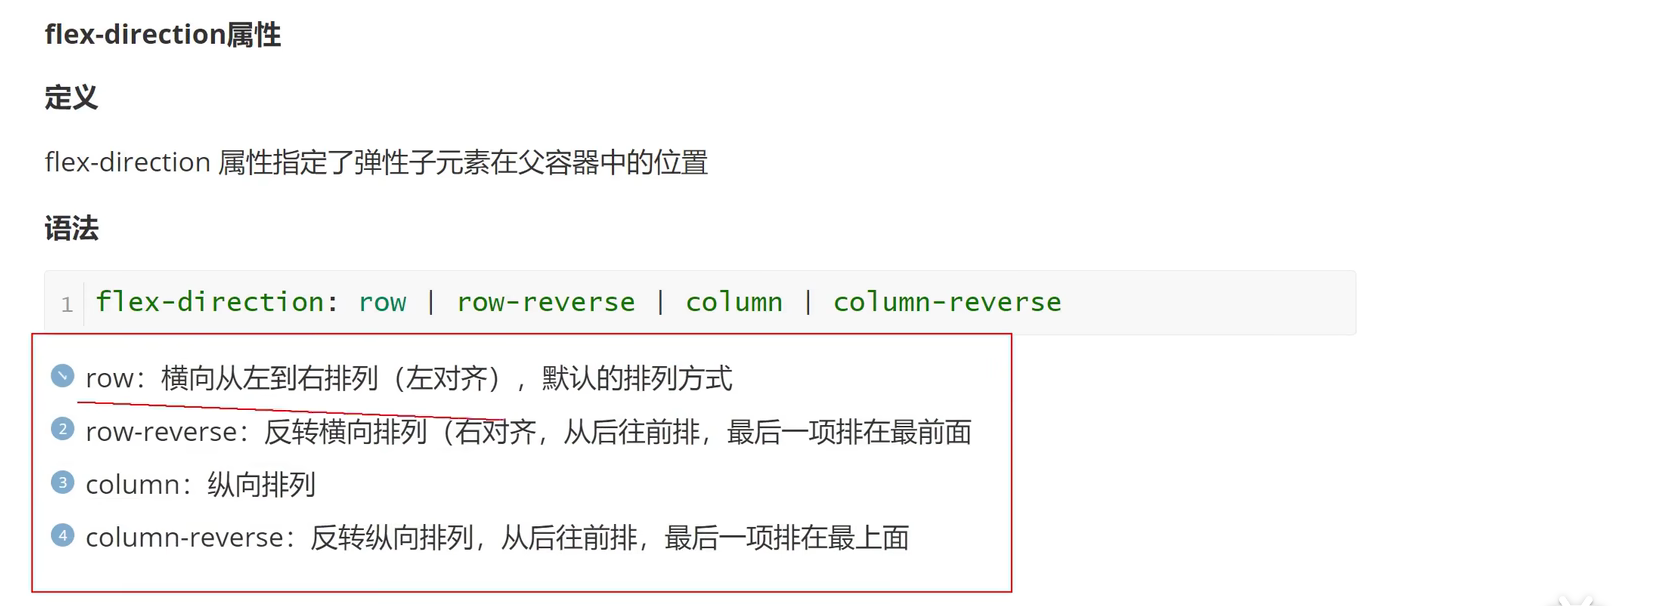 flex-direction属性
定义
flex-direction 属性指定了弹性子元素在父容器中的位置
语法
1 flex-direction: row | row-reverse | column | column-reverse
row：横向从左到右排列（左对齐），默认的排列方式
2 row-reverse：反转横向排列（右对齐，从后往前排，最后一项排在最前面
3 column：纵向排列
4 column-reverse：反转纵向排列，从后往前排，最后一项排在最上面